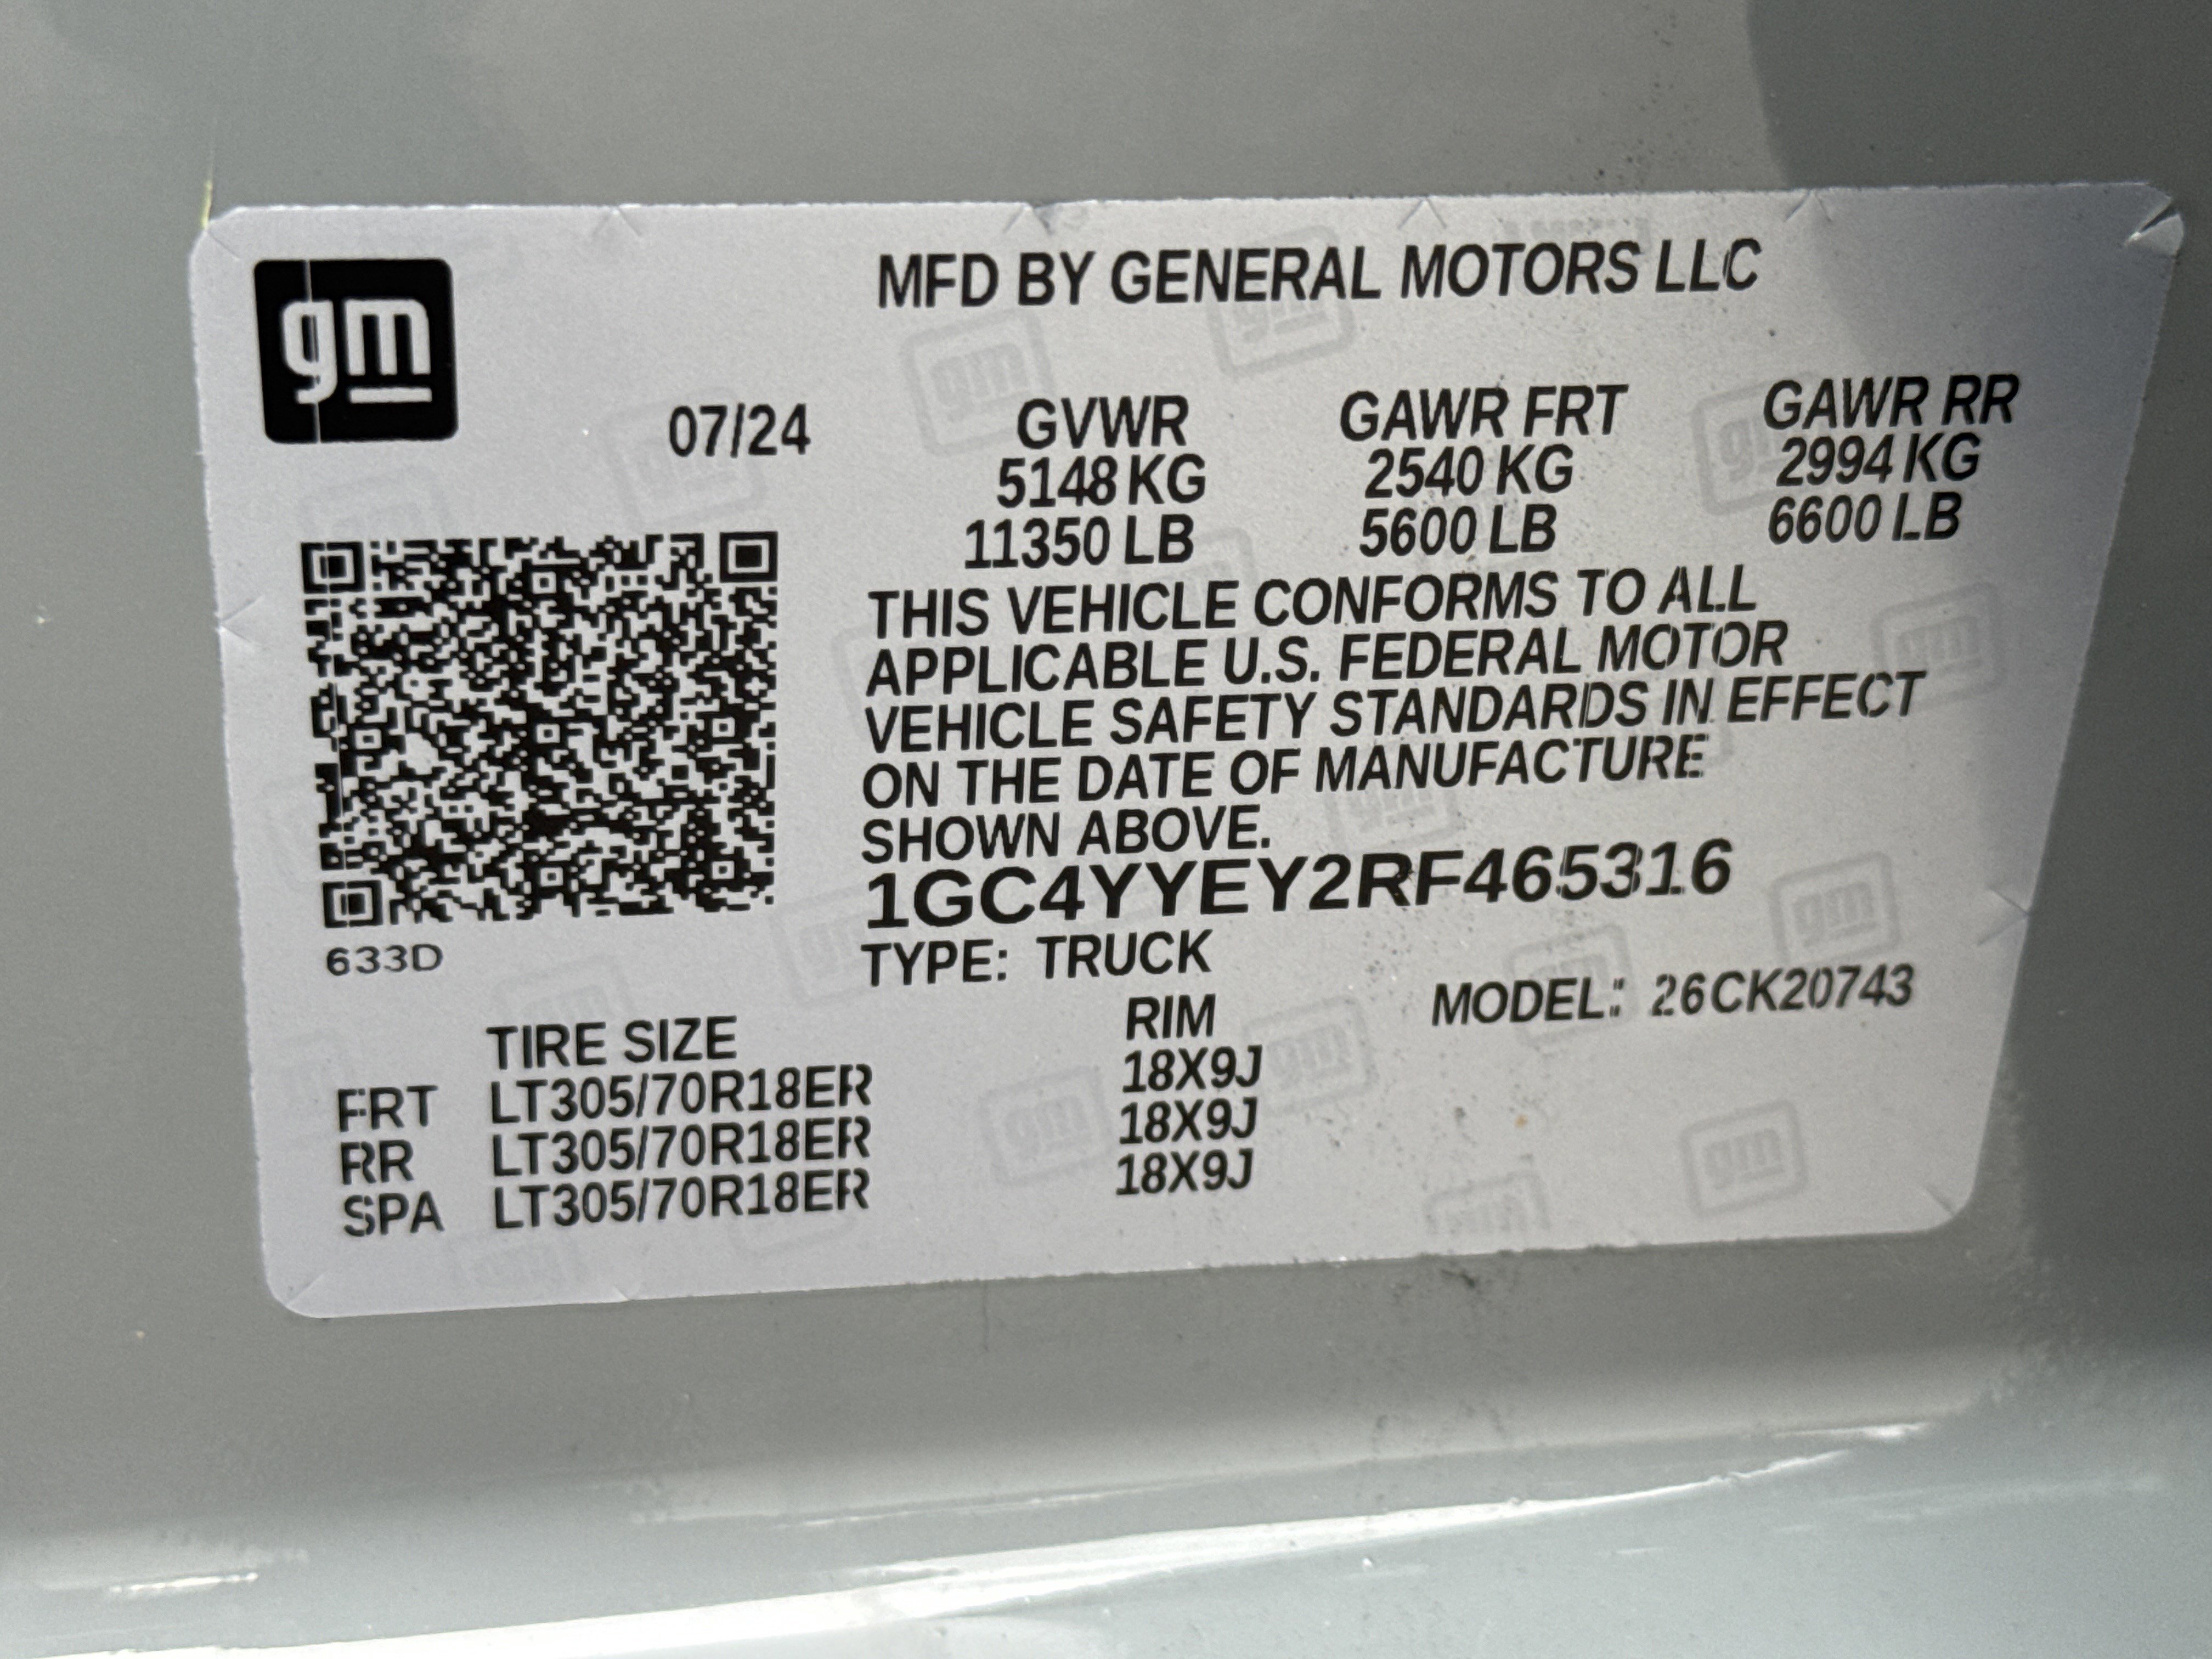 gm
MFD BY GENERAL MOTORS LLC
07/24
GVWR GAWR FRT GAWR RR
5148 KG 2540 KG 2994 KG
11350 LB 5600 LB 6600 LB
THIS VEHICLE CONFORMS TO ALL
APPLICABLE U.S. FEDERAL MOTOR
VEHICLE SAFETY STANDARDS IN EFFECT
ON THE DATE OF MANUFACTURE
SHOWN ABOVE.
1GC4YYEY2RF465316
633D
TYPE: TRUCK
MODEL: 26CK20743
TIRE SIZE RIM
FRT LT305/70R18ER 18X9J
RR LT305/70R18ER 18X9J
SPA LT305/70R18ER 18X9J